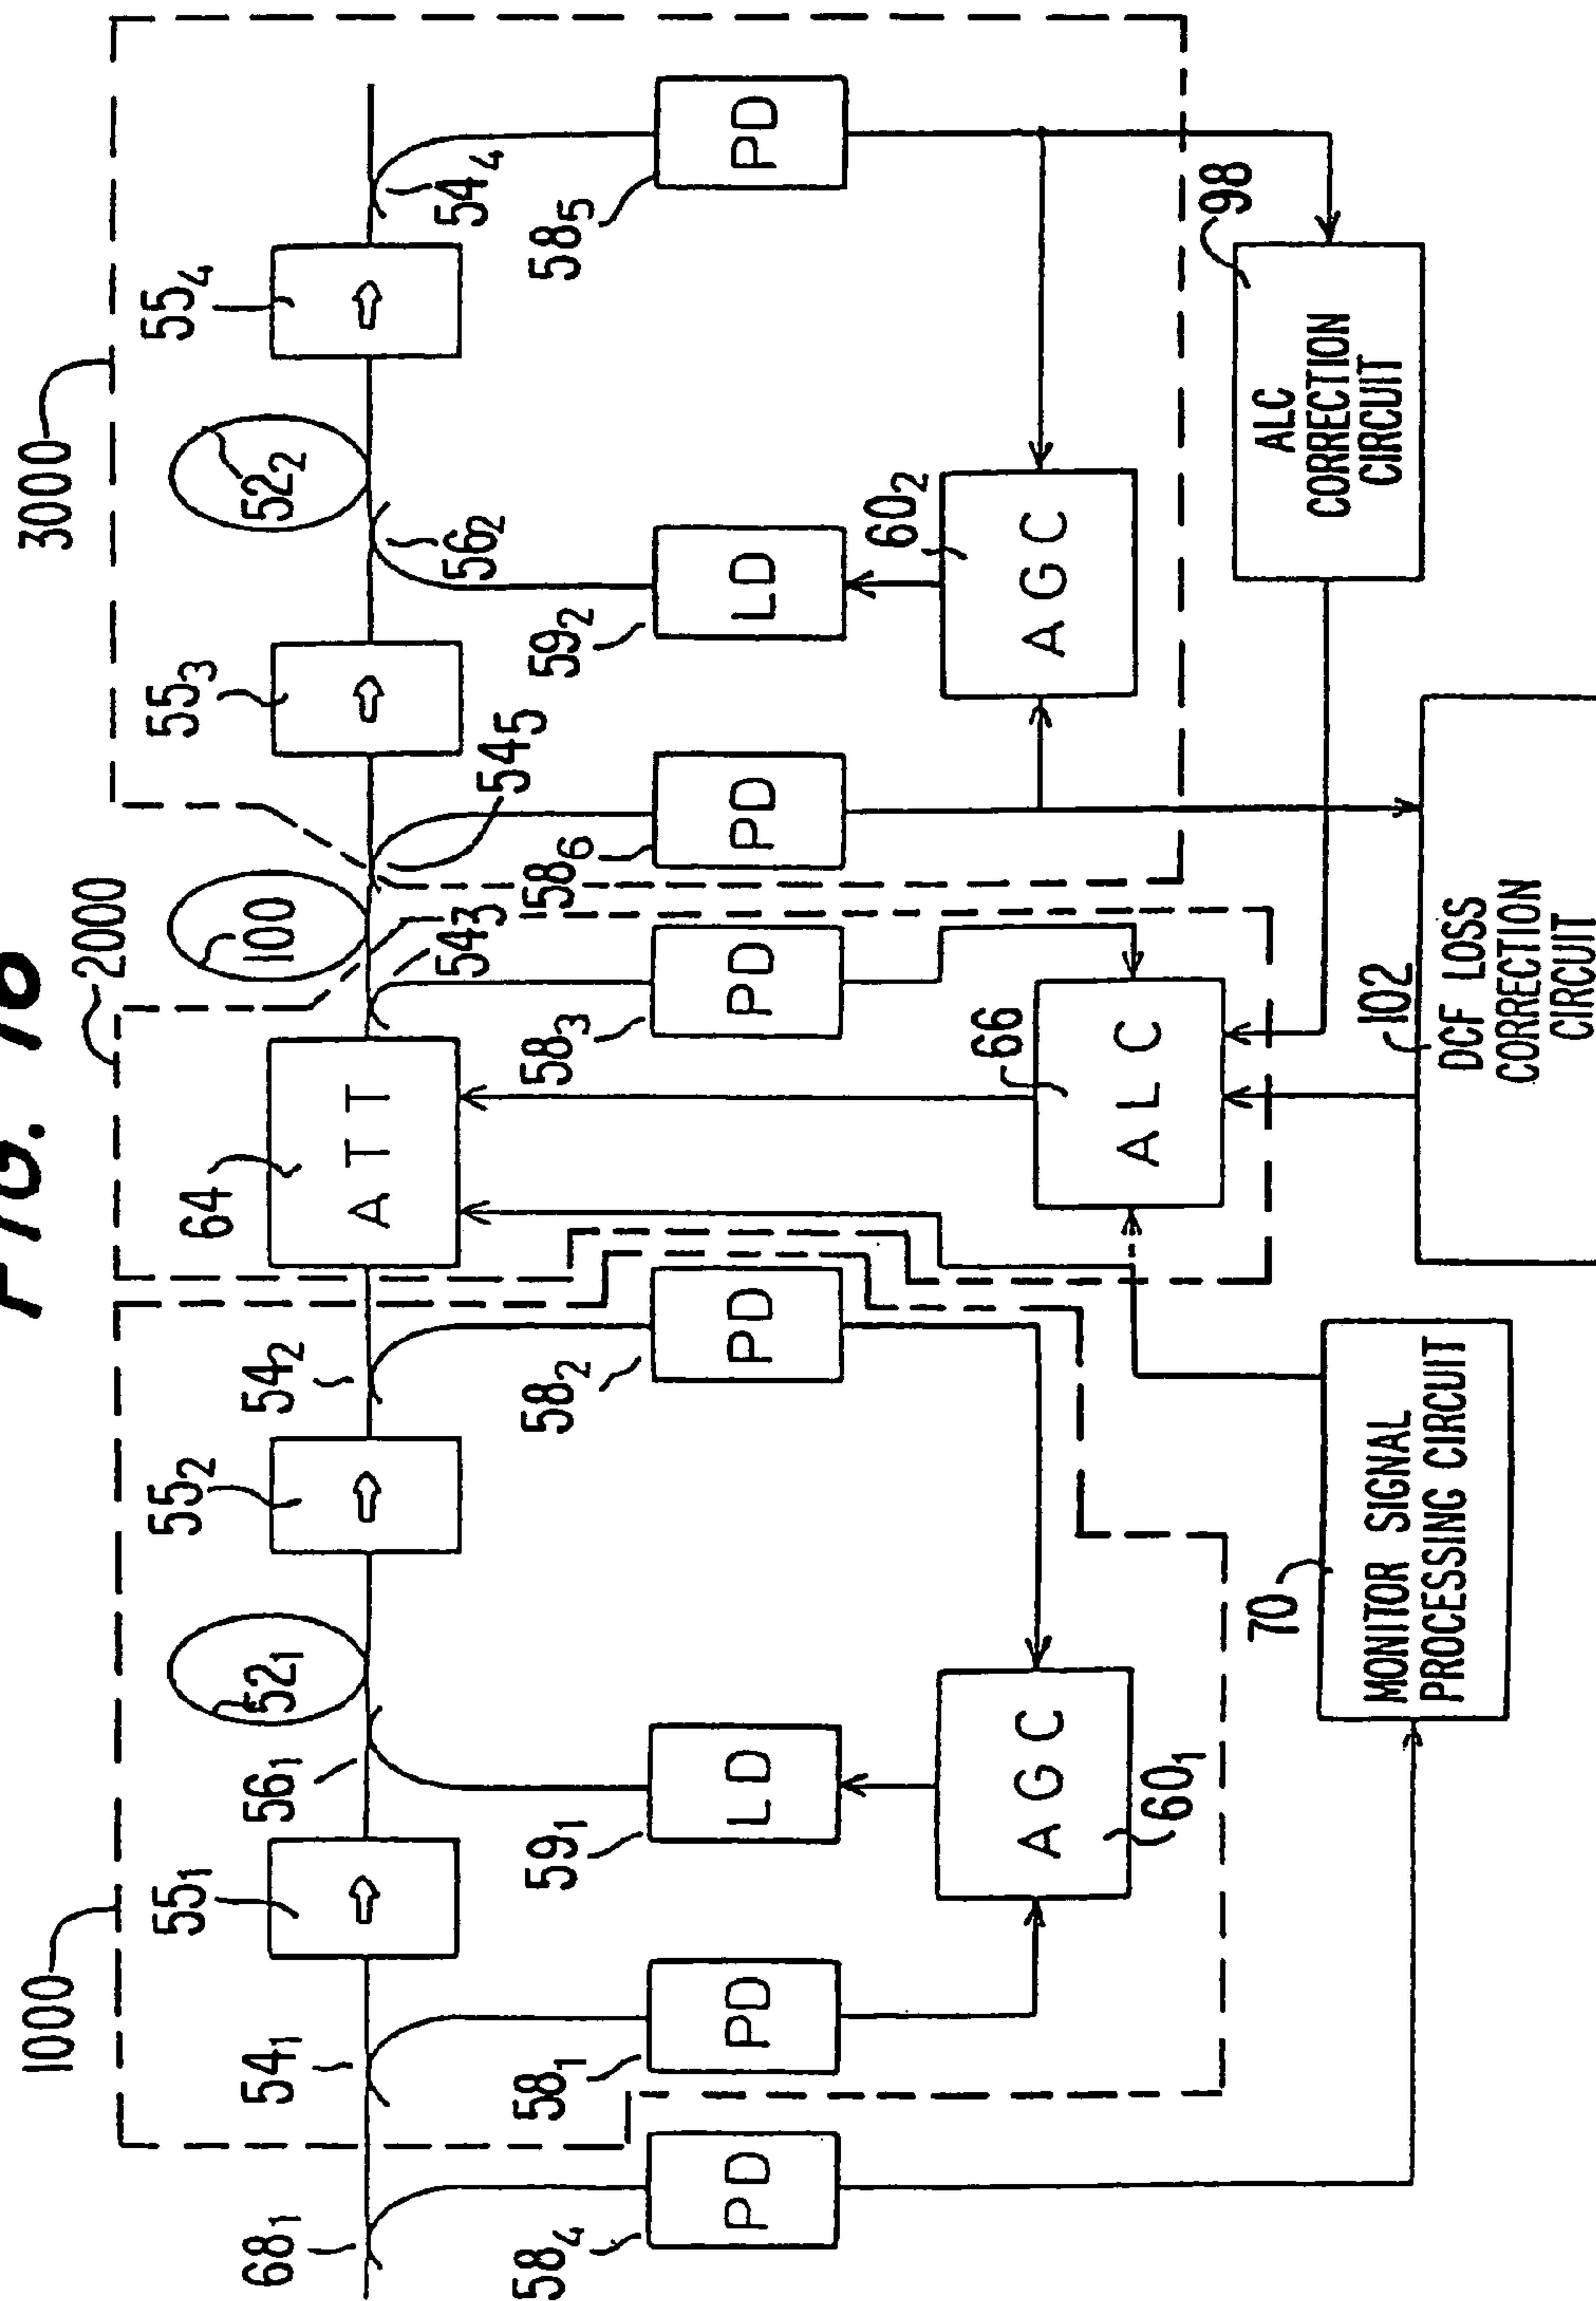 FIG. 18
1000
2000
3000
68₁
54₁
55₁
56₁
52₁
55₂
54₂
64
ATT
54₃
100
54₅
55₃
56₂
52₂
55₄
54₄
58₄
PD
58₁
PD
59₁
LD
58₂
PD
58₃
PD
58₆
PD
59₂
LD
58₅
PD
AGC
60₁
66
ALC
60₂
AGC
70
MONITOR SIGNAL
PROCESSING CIRCUIT
102
DCF LOSS
CORRECTION
CIRCUIT
98
ALC
CORRECTION
CIRCUIT